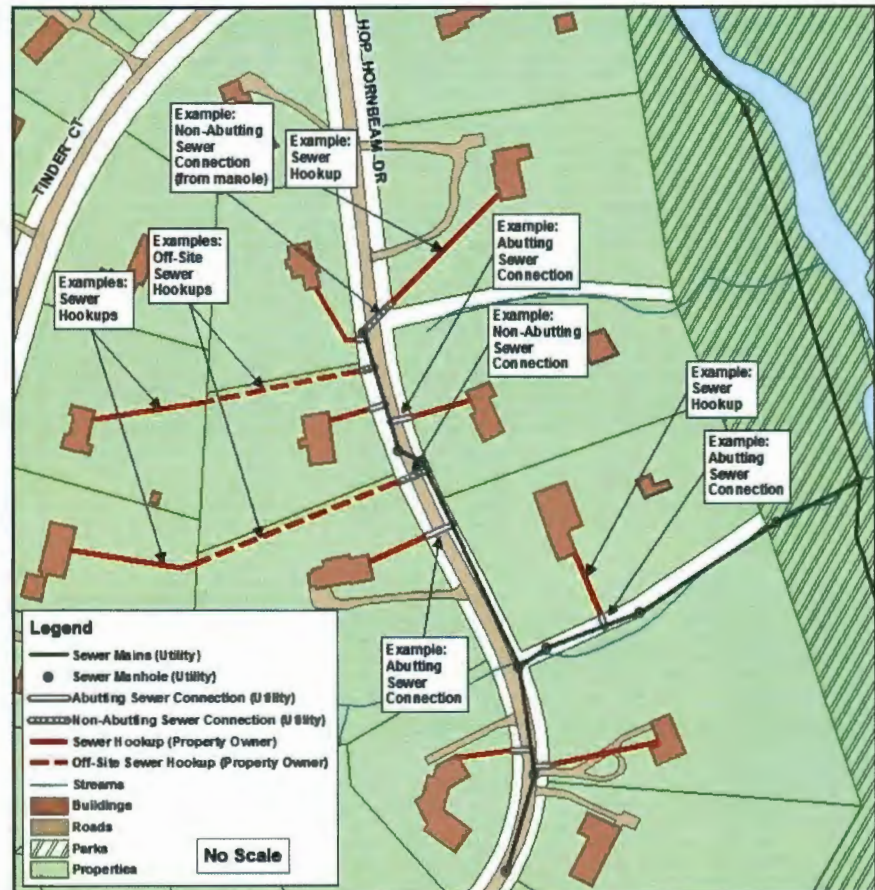 HOP_HORNBEAM_DR
TINDER CT
Example:
Non-Abutting
Sewer
Connection
(from manole)
Example:
Sewer
Hookup
Examples:
Off-Site
Sewer
Hookups
Examples:
Sewer
Hookups
Example:
Abutting
Sewer
Connection
Example:
Non-Abutting
Sewer
Connection
Example:
Sewer
Hookup
Example:
Abutting
Sewer
Connection
Example:
Abutting
Sewer
Connection
Legend
Sewer Mains (Utility)
Sewer Manhole (Utility)
Abutting Sewer Connection (Utility)
Non-Abutting Sewer Connection (Utility)
Sewer Hookup (Property Owner)
Off-Site Sewer Hookup (Property Owner)
Streams
Buildings
Roads
Parks
Properties
No Scale